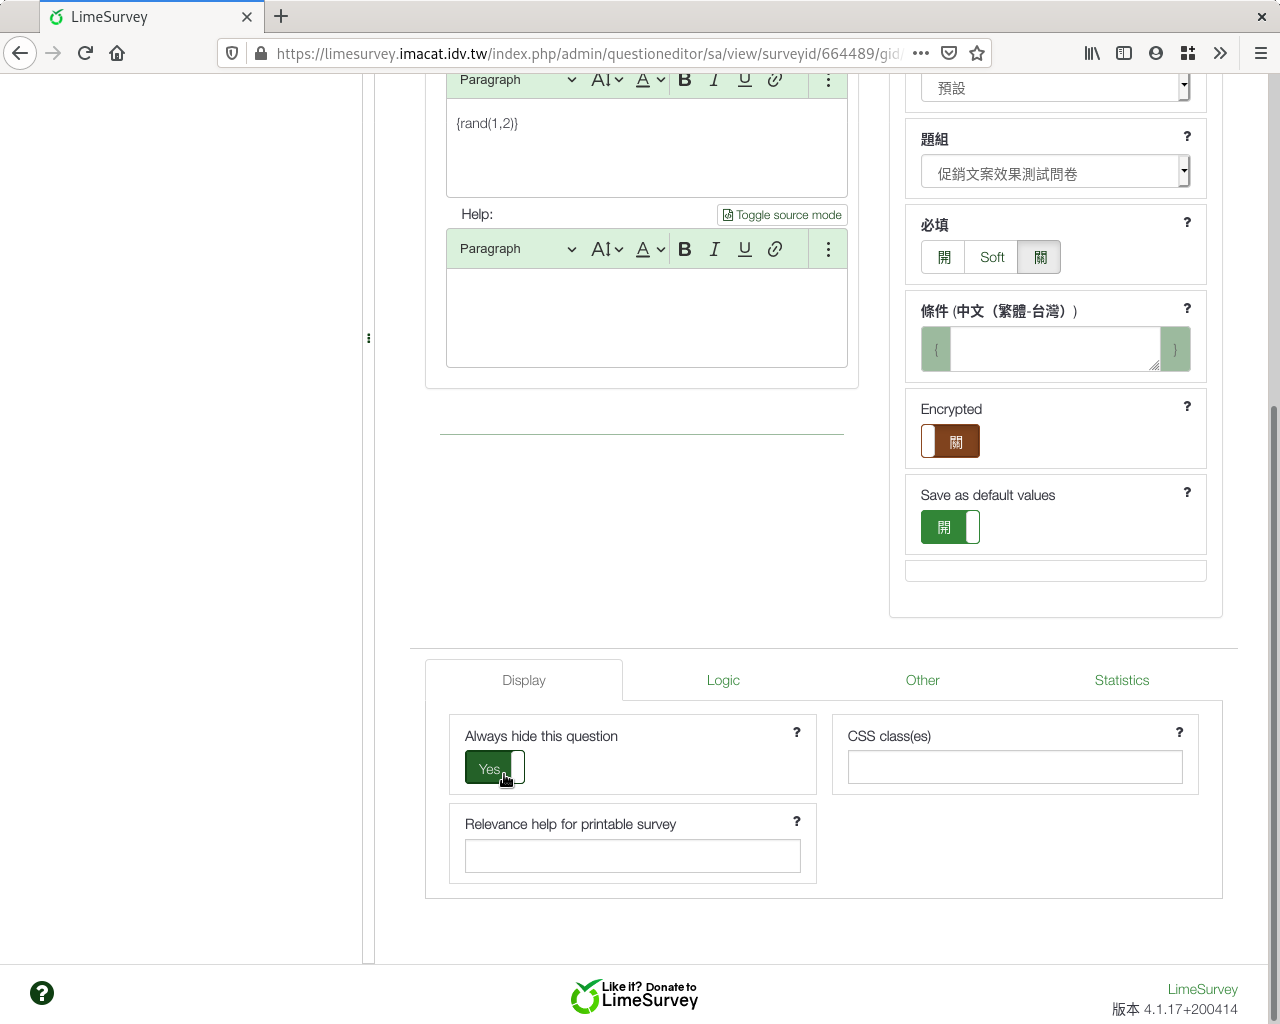 LimeSurvey
https://limesurvey.imacat.idv.tw/index.php/admin/questioneditor/sa/view/surveyid/664489/gid/
Paragraph
A
A
B
I
U
{rand(1,2)}
Help:
Toggle source mode
Paragraph
A
A
B
I
U
預設
題組
?
促銷文案效果測試問卷
必填
?
開
Soft
關
條件 (中文（繁體-台灣）)
?
{
}
Encrypted
?
關
Save as default values
?
開
Display
Logic
Other
Statistics
Always hide this question
?
Yes
CSS class(es)
?
Relevance help for printable survey
?
?
Like it? Donate to
LimeSurvey
LimeSurvey
版本 4.1.17+200414